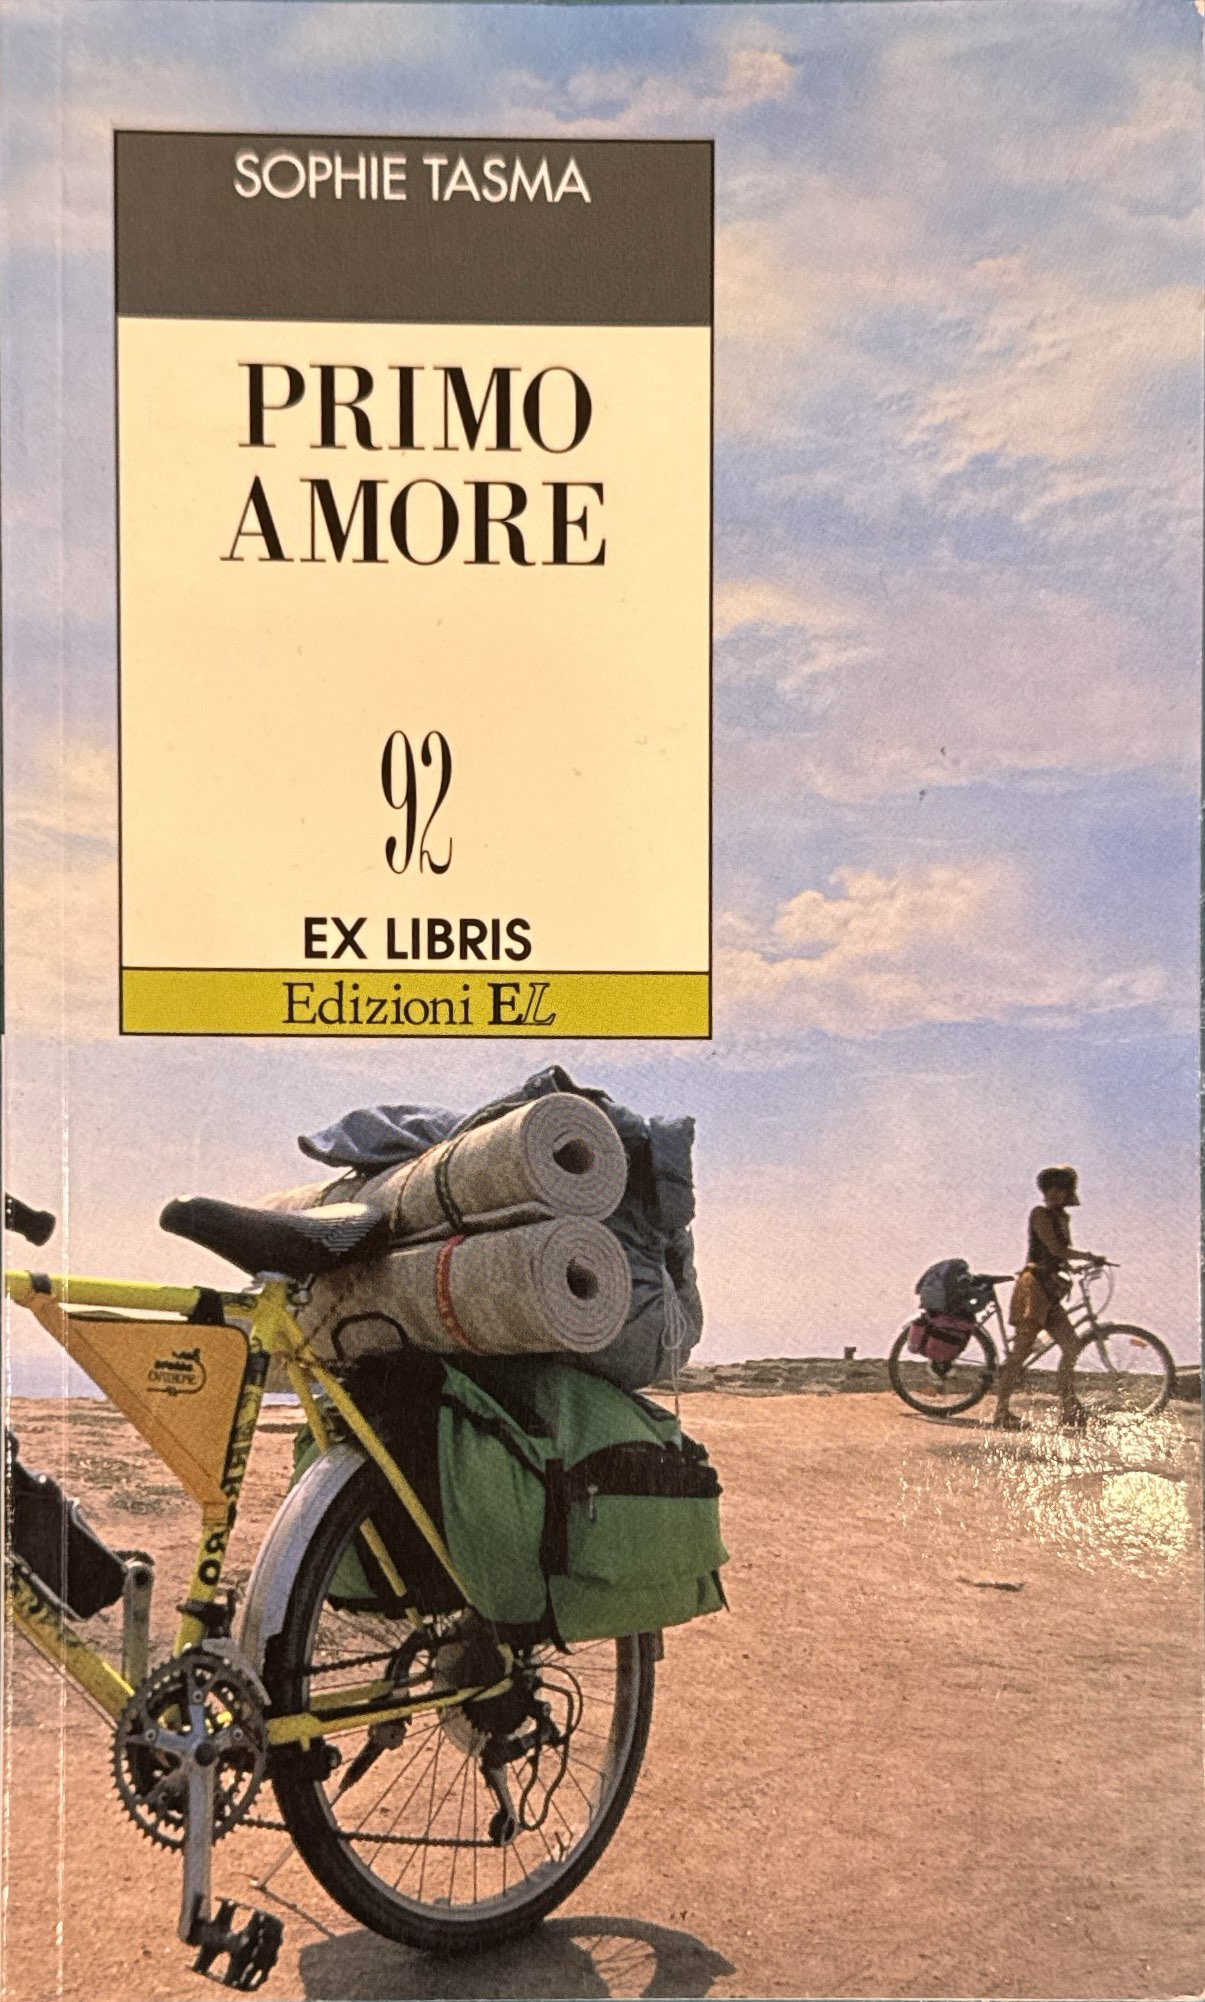 SOPHIE TASMA
PRIMO
AMORE
92
EX LIBRIS
Edizioni EL